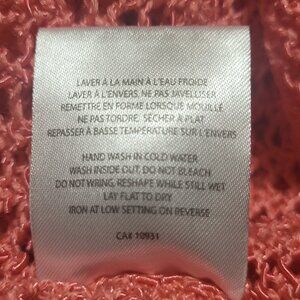 LAVER À LA MAIN À L'EAU FROIDE
LAVER À L'ENVERS. NE PAS JAVELLISER
REMETTRE EN FORME LORSQUE MOUILLÉ
NE PAS TORDRE. SÉCHER À PLAT
REPASSER À BASSE TEMPÉRATURE SUR L'ENVERS
HAND WASH IN COLD WATER
WASH INSIDE OUT. DO NOT BLEACH
DO NOT WRING. RESHAPE WHILE STILL WET
LAY FLAT TO DRY
IRON AT LOW SETTING ON REVERSE
CA# 10931